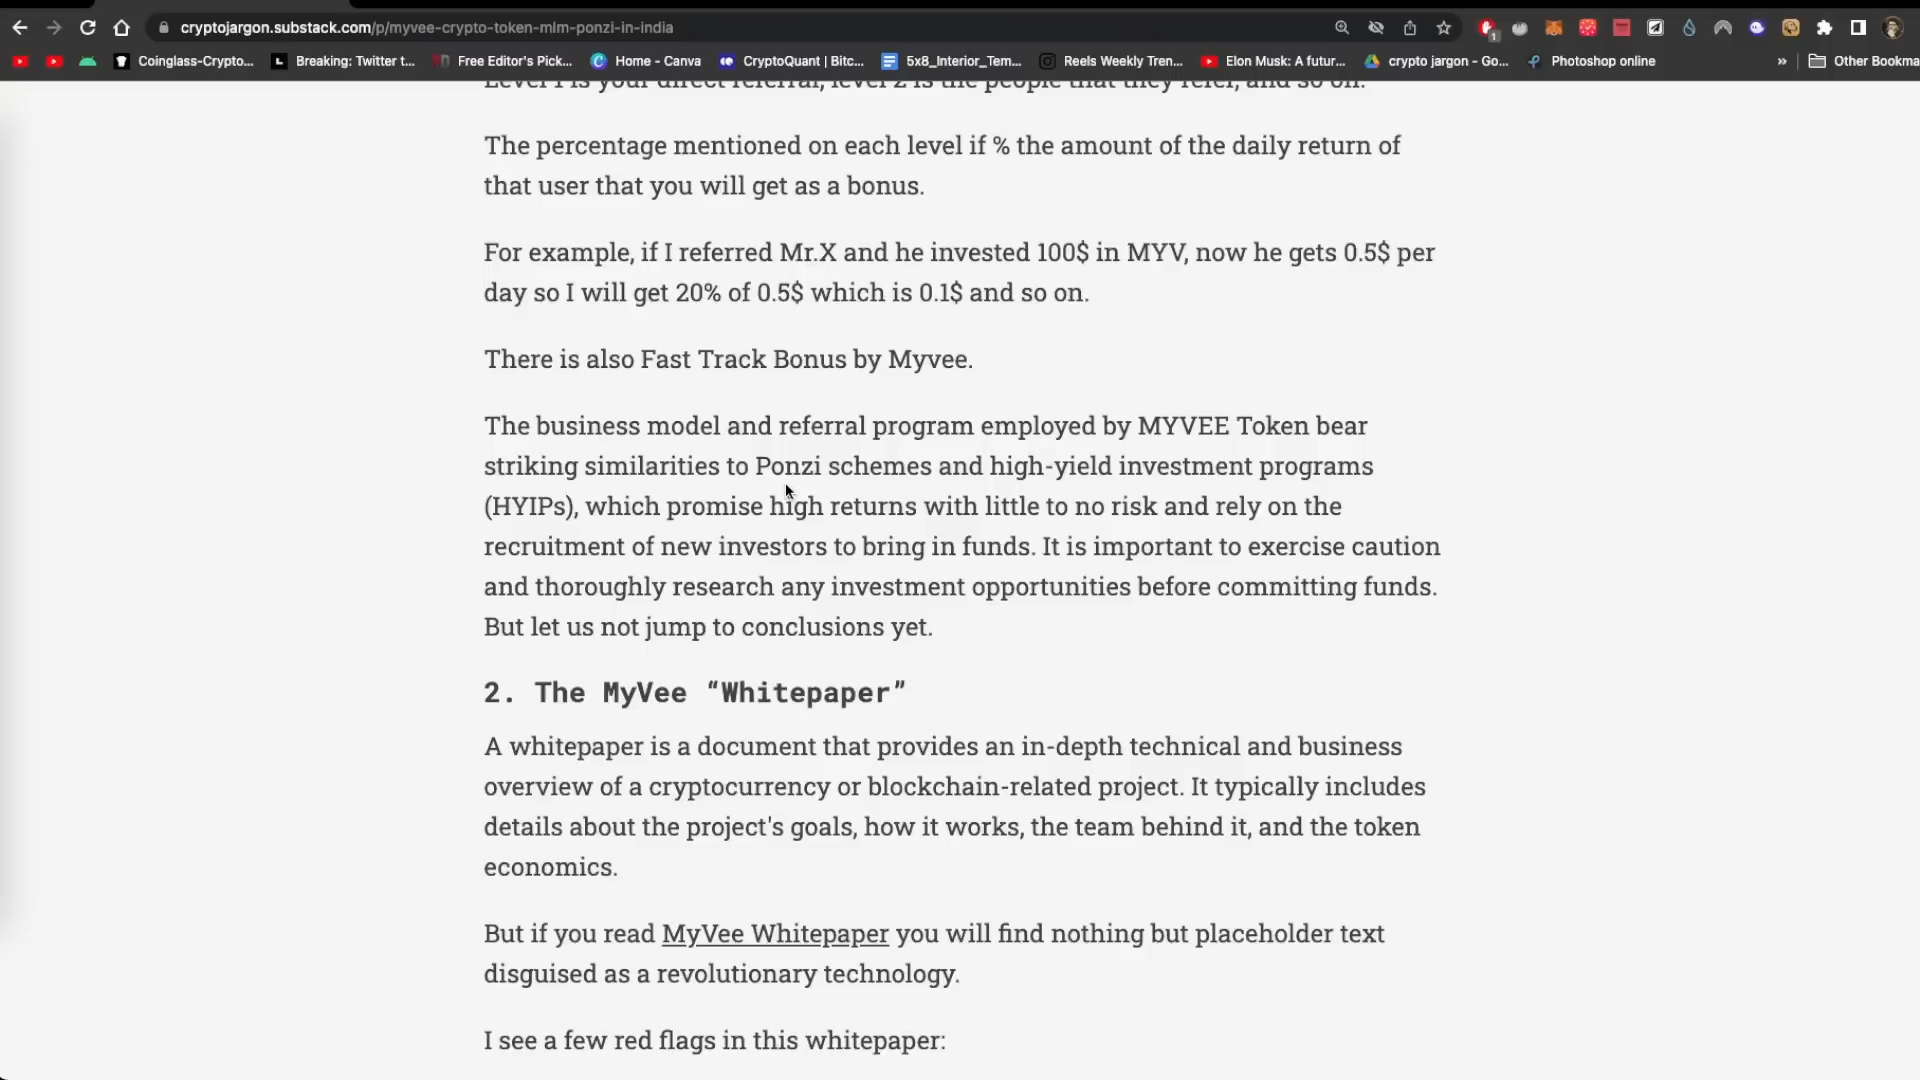 cryptojargon.substack.com/p/myvee-crypto-token-mlm-ponzi-in-india
1
Coinglass-Crypto...
Breaking: Twitter t...
Free Editor's Pick...
Home - Canva
CryptoQuant | Bitc...
5x8_Interior_Tem...
Reels Weekly Tren...
Elon Musk: A futur...
crypto jargon - Go...
Photoshop online
»
Other Bookma
Level 1 is your direct referral, level 2 is the people that they refer, and so on.
The percentage mentioned on each level if % the amount of the daily return of
that user that you will get as a bonus.
For example, if I referred Mr.X and he invested 100$ in MYV, now he gets 0.5$ per
day so I will get 20% of 0.5$ which is 0.1$ and so on.
There is also Fast Track Bonus by Myvee.
The business model and referral program employed by MYVEE Token bear
striking similarities to Ponzi schemes and high-yield investment programs
(HYIPs), which promise high returns with little to no risk and rely on the
recruitment of new investors to bring in funds. It is important to exercise caution
and thoroughly research any investment opportunities before committing funds.
But let us not jump to conclusions yet.
2. The MyVee “Whitepaper”
A whitepaper is a document that provides an in-depth technical and business
overview of a cryptocurrency or blockchain-related project. It typically includes
details about the project's goals, how it works, the team behind it, and the token
economics.
But if you read MyVee Whitepaper you will find nothing but placeholder text
disguised as a revolutionary technology.
I see a few red flags in this whitepaper: